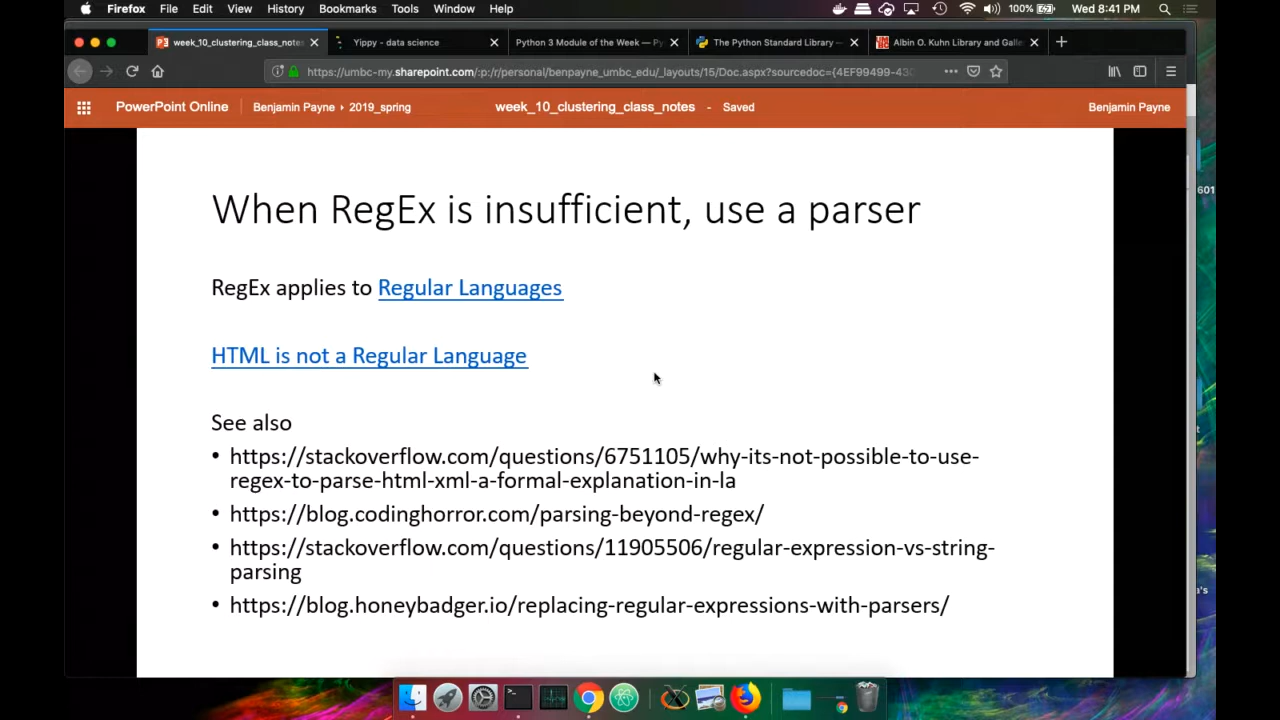 Firefox File Edit View History Bookmarks Tools Window Help 100% Wed 8:41 PM
week_10_clustering_class_notes Yippy - data science Python 3 Module of the Week — Py The Python Standard Library — Albin O. Kuhn Library and Galle
https://umbc-my.sharepoint.com/:p:/r/personal/benpayne_umbc_edu/_layouts/15/Doc.aspx?sourcedoc={4EF99499-430
PowerPoint Online Benjamin Payne › 2019_spring week_10_clustering_class_notes - Saved Benjamin Payne
When RegEx is insufficient, use a parser
601
RegEx applies to Regular Languages
HTML is not a Regular Language
See also
• https://stackoverflow.com/questions/6751105/why-its-not-possible-to-use-
regex-to-parse-html-xml-a-formal-explanation-in-la
• https://blog.codinghorror.com/parsing-beyond-regex/
• https://stackoverflow.com/questions/11905506/regular-expression-vs-string-
parsing
• https://blog.honeybadger.io/replacing-regular-expressions-with-parsers/